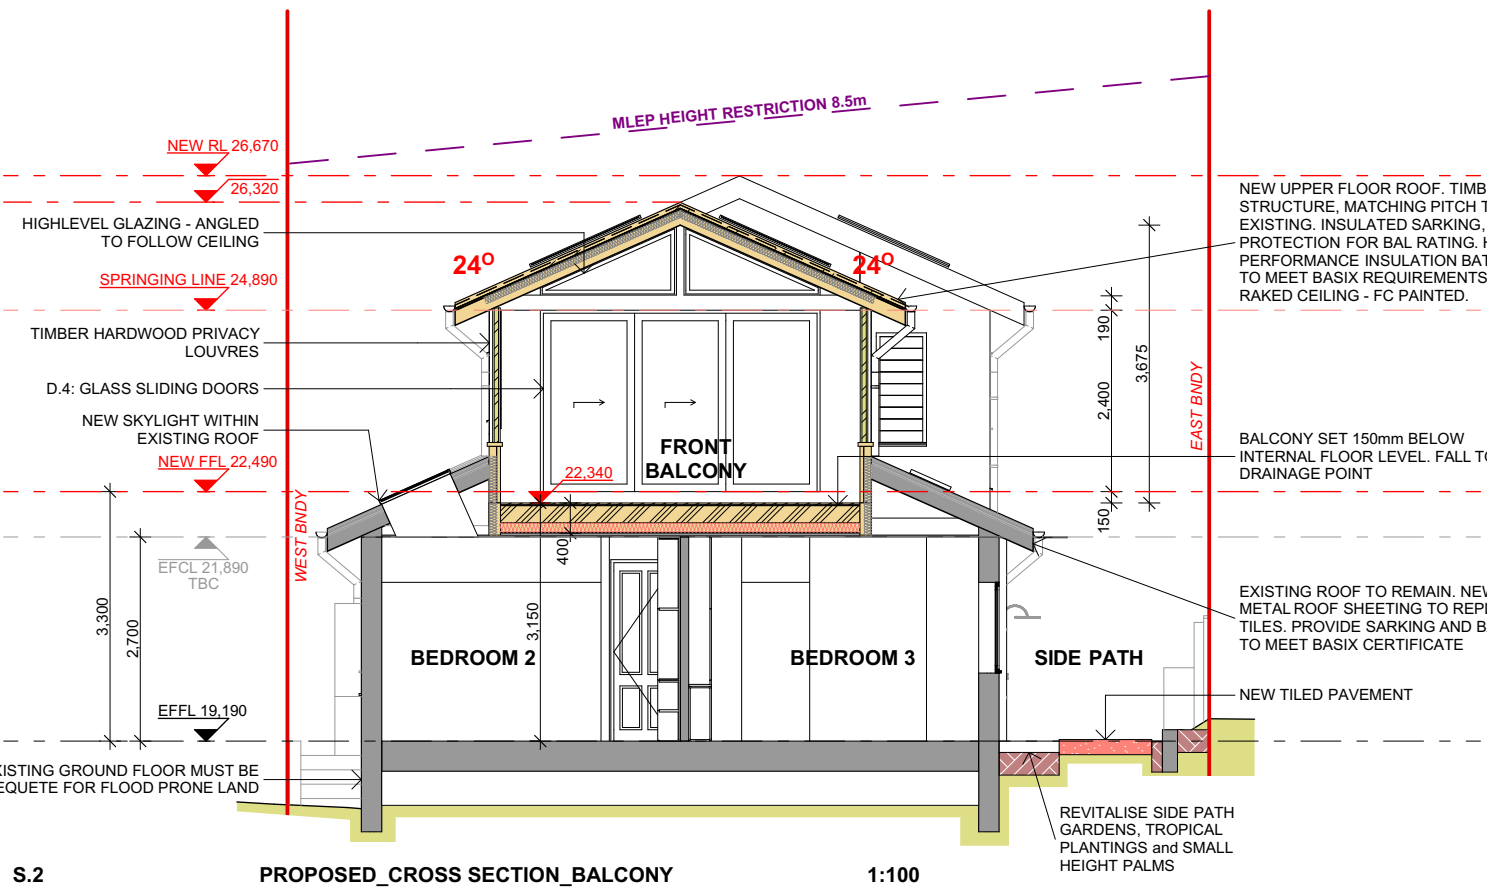 MLEP HEIGHT RESTRICTION 8.5m
NEW RL 26,670
26,320
HIGHLEVEL GLAZING - ANGLED
TO FOLLOW CEILING
SPRINGING LINE 24,890
TIMBER HARDWOOD PRIVACY
LOUVRES
D.4: GLASS SLIDING DOORS
NEW SKYLIGHT WITHIN
EXISTING ROOF
NEW FFL 22,490
WEST BNDY
EFCL 21,890
TBC
3,300
2,700
EFFL 19,190
XISTING GROUND FLOOR MUST BE
EQUETE FOR FLOOD PRONE LAND
24O
24O
FRONT
BALCONY
22,340
400
3,150
BEDROOM 2
BEDROOM 3
SIDE PATH
190
2,400
3,675
150
EAST BNDY
NEW UPPER FLOOR ROOF. TIMB
STRUCTURE, MATCHING PITCH T
EXISTING. INSULATED SARKING,
PROTECTION FOR BAL RATING. H
PERFORMANCE INSULATION BAT
TO MEET BASIX REQUIREMENTS
RAKED CEILING - FC PAINTED.
BALCONY SET 150mm BELOW
INTERNAL FLOOR LEVEL. FALL TO
DRAINAGE POINT
EXISTING ROOF TO REMAIN. NEW
METAL ROOF SHEETING TO REPL
TILES. PROVIDE SARKING AND B
TO MEET BASIX CERTIFICATE
NEW TILED PAVEMENT
REVITALISE SIDE PATH
GARDENS, TROPICAL
PLANTINGS and SMALL
HEIGHT PALMS
S.2 PROPOSED_CROSS SECTION_BALCONY 1:100